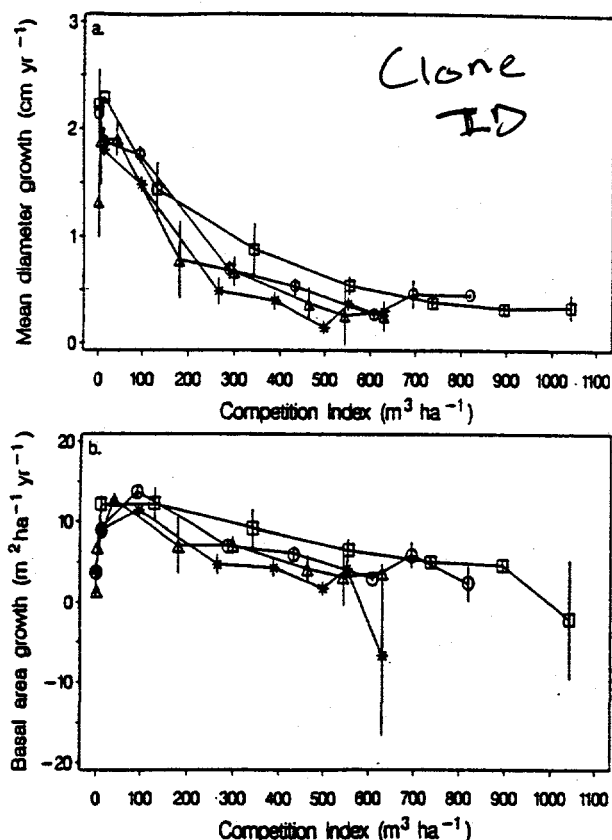 a.
Clone
ID
Mean diameter growth (cm yr⁻¹)
3
2
1
0
0 100 200 300 400 500 600 700 800 900 1000 1100
Competition Index (m³ ha⁻¹)
b.
Basal area growth (m² ha⁻¹ yr⁻¹)
20
10
0
-10
-20
0 100 200 300 400 500 600 700 800 900 1000 1100
Competition Index (m³ ha⁻¹)